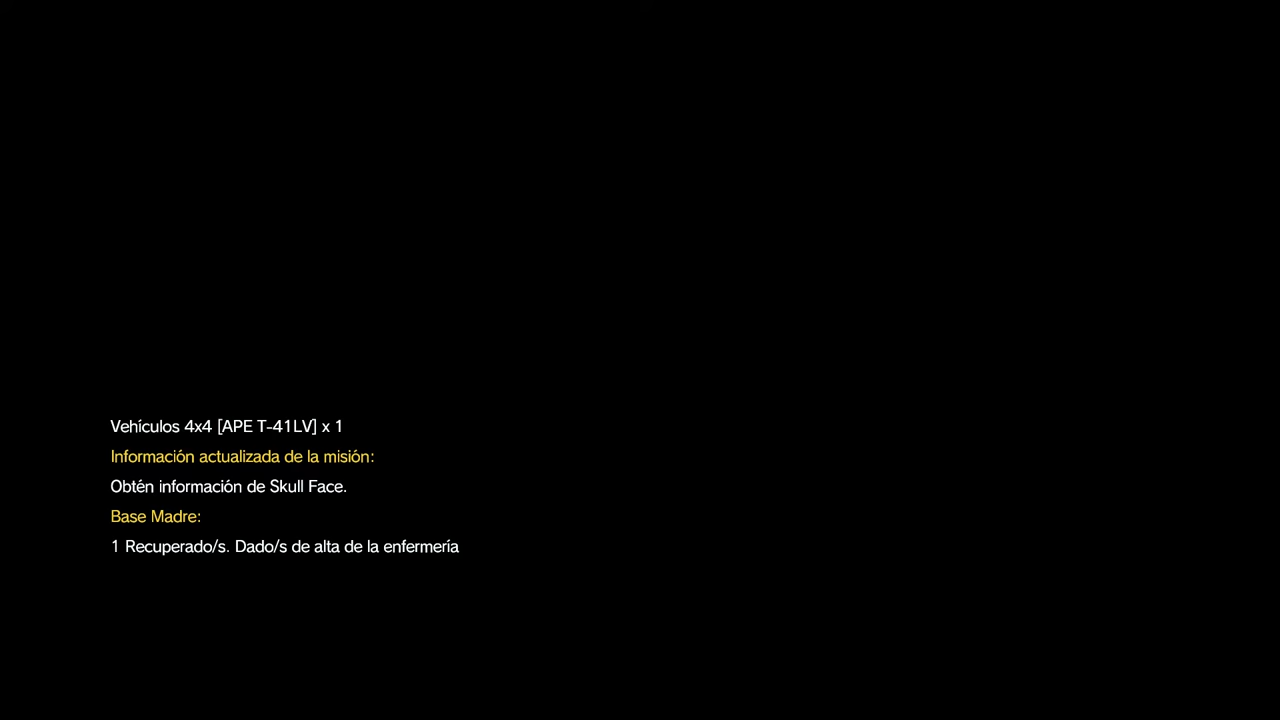 Vehículos 4x4 [APE T-41LV] x 1
Información actualizada de la misión:
Obtén información de Skull Face.
Base Madre:
1 Recuperado/s. Dado/s de alta de la enfermería